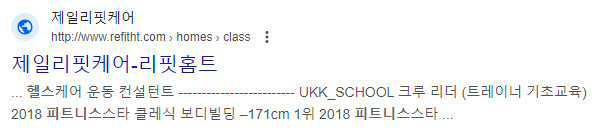 제일리핏케어
http://www.refitht.com › homes › class
제일리핏케어-리핏홈트
... 헬스케어 운동 컨설턴트 -------------------------- UKK_SCHOOL 크루 리더 (트레이너 기초교육)
2018 피트니스스타 클레식 보디빌딩 –171cm 1위 2018 피트니스스타 ...